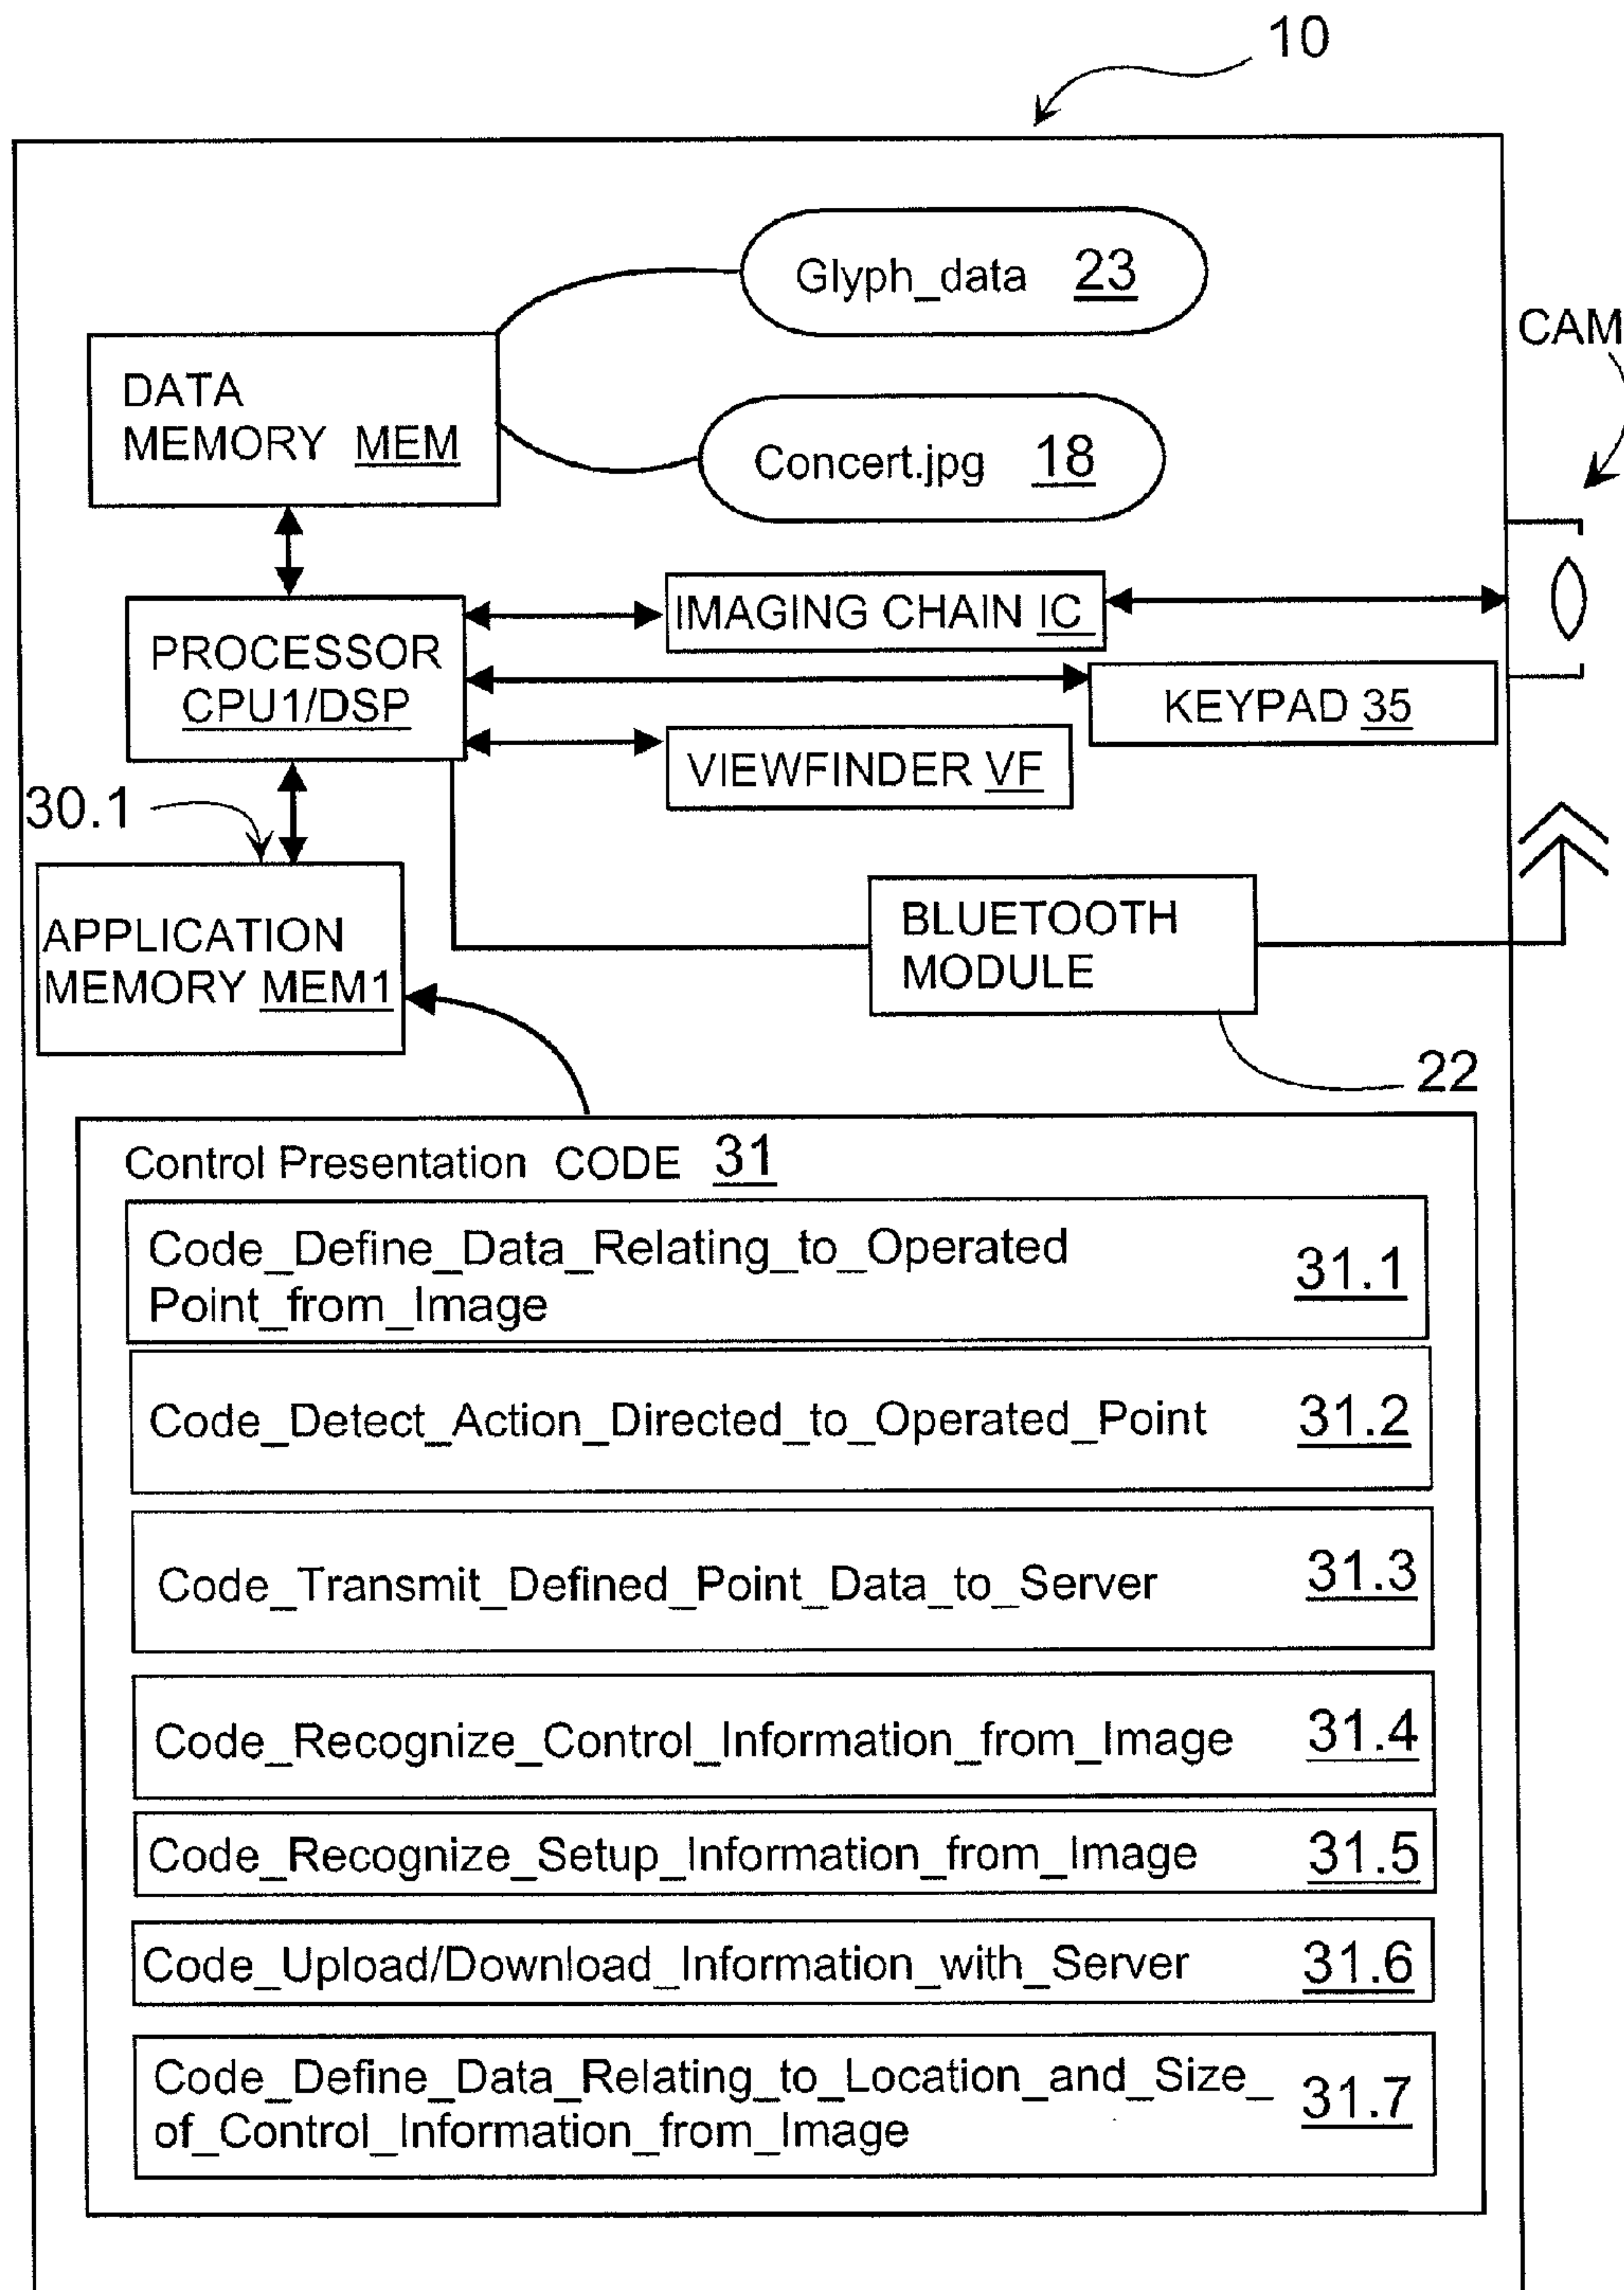 10
Glyph_data 23
CAM
DATA
MEMORY MEM
Concert.jpg 18
IMAGING CHAIN IC
PROCESSOR
CPU1/DSP
KEYPAD 35
VIEWFINDER VF
30.1
APPLICATION
MEMORY MEM1
BLUETOOTH
MODULE
22
Control Presentation CODE 31
Code_Define_Data_Relating_to_Operated
Point_from_Image 31.1
Code_Detect_Action_Directed_to_Operated_Point 31.2
Code_Transmit_Defined_Point_Data_to_Server 31.3
Code_Recognize_Control_Information_from_Image 31.4
Code_Recognize_Setup_Information_from_Image 31.5
Code_Upload/Download_Information_with_Server 31.6
Code_Define_Data_Relating_to_Location_and_Size_
of_Control_Information_from_Image 31.7